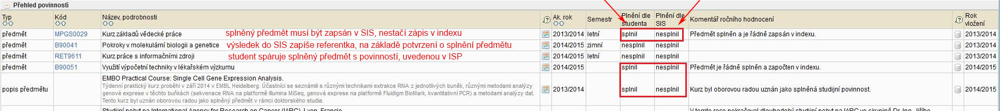 Přehled povinností
Typ Kód Název, podrobnosti Ak. rok Semestr Plnění dle studenta Plnění dle SIS Komentář ročního hodnocení Rok vložení
předmět MPGS0029 Kurz základů vědecké práce splněný předmět musí být zapsán v SIS, nestačí zápis v indexu 2013/2014 letní splnil nesplnil Předmět splněn a je řádně zapsán v indexu. 2013/2014
předmět B90041 Pokroky v molekulární biologii a genetice výsledek do SIS zapíše referentka, na základě potvrzení o splnění předmětu 2014/2015 zimní nesplnil nesplnil 2013/2014
předmět RET9611 Kurz práce s informačními zdroji student spáruje splněný předmět s povinností, uvedenou v ISP 2014/2015 letní nesplnil nesplnil 2013/2014
předmět B90051 Využití výpočetní techniky v lékařském výzkumu 2014/2015 splnil nesplnil Předmět je řádně splněn a započten v indexu. 2014/2015
EMBO Practical Course: Single Cell Gene Expression Analysis.
Týdenní praktický kurz proběhl v září 2014 v EMBL Heidelberg. Účastníci se seznámili s různými technikami extrakce RNA z jednotlivých buněk, různými metodami analýzy
popis předmětu genové exprese v těchto buňkách (sekvenace RNA na platformě Illumina MiSeq, genová exprese na platformě Fluidigm BioMark, kvantitativní PCR) a metodami analýzy dat. 2013/2014 splnil nesplnil Kurz byl oborovou radou uznán jako splněná studijní povinnost. 2014/2015
Tento kurz byl uznán oborovou radou jako splněný předmět v rámci doktorského studia.
Studijní pobyt na International Agency for Research on Cancer (IARC), Lyon, Francie V tomto roce pokračoval dlouhodobý studijní pobyt na IARC ve skupině Dr. Ing. Jiřího